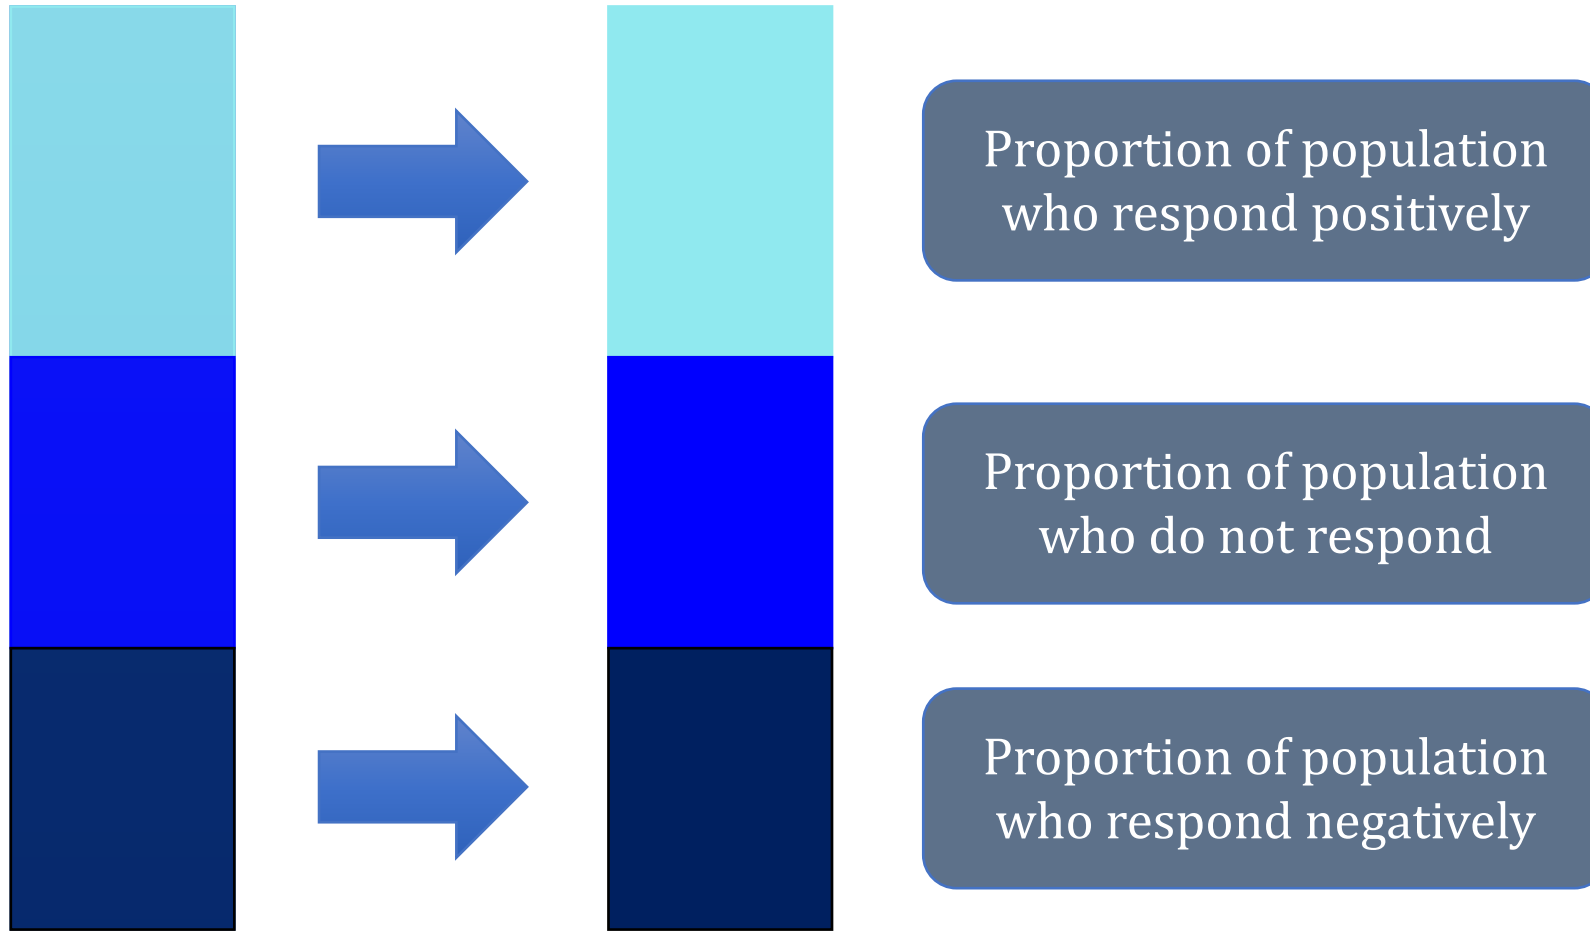 Proportion of population
who respond positively
Proportion of population
who do not respond
Proportion of population
who respond negatively